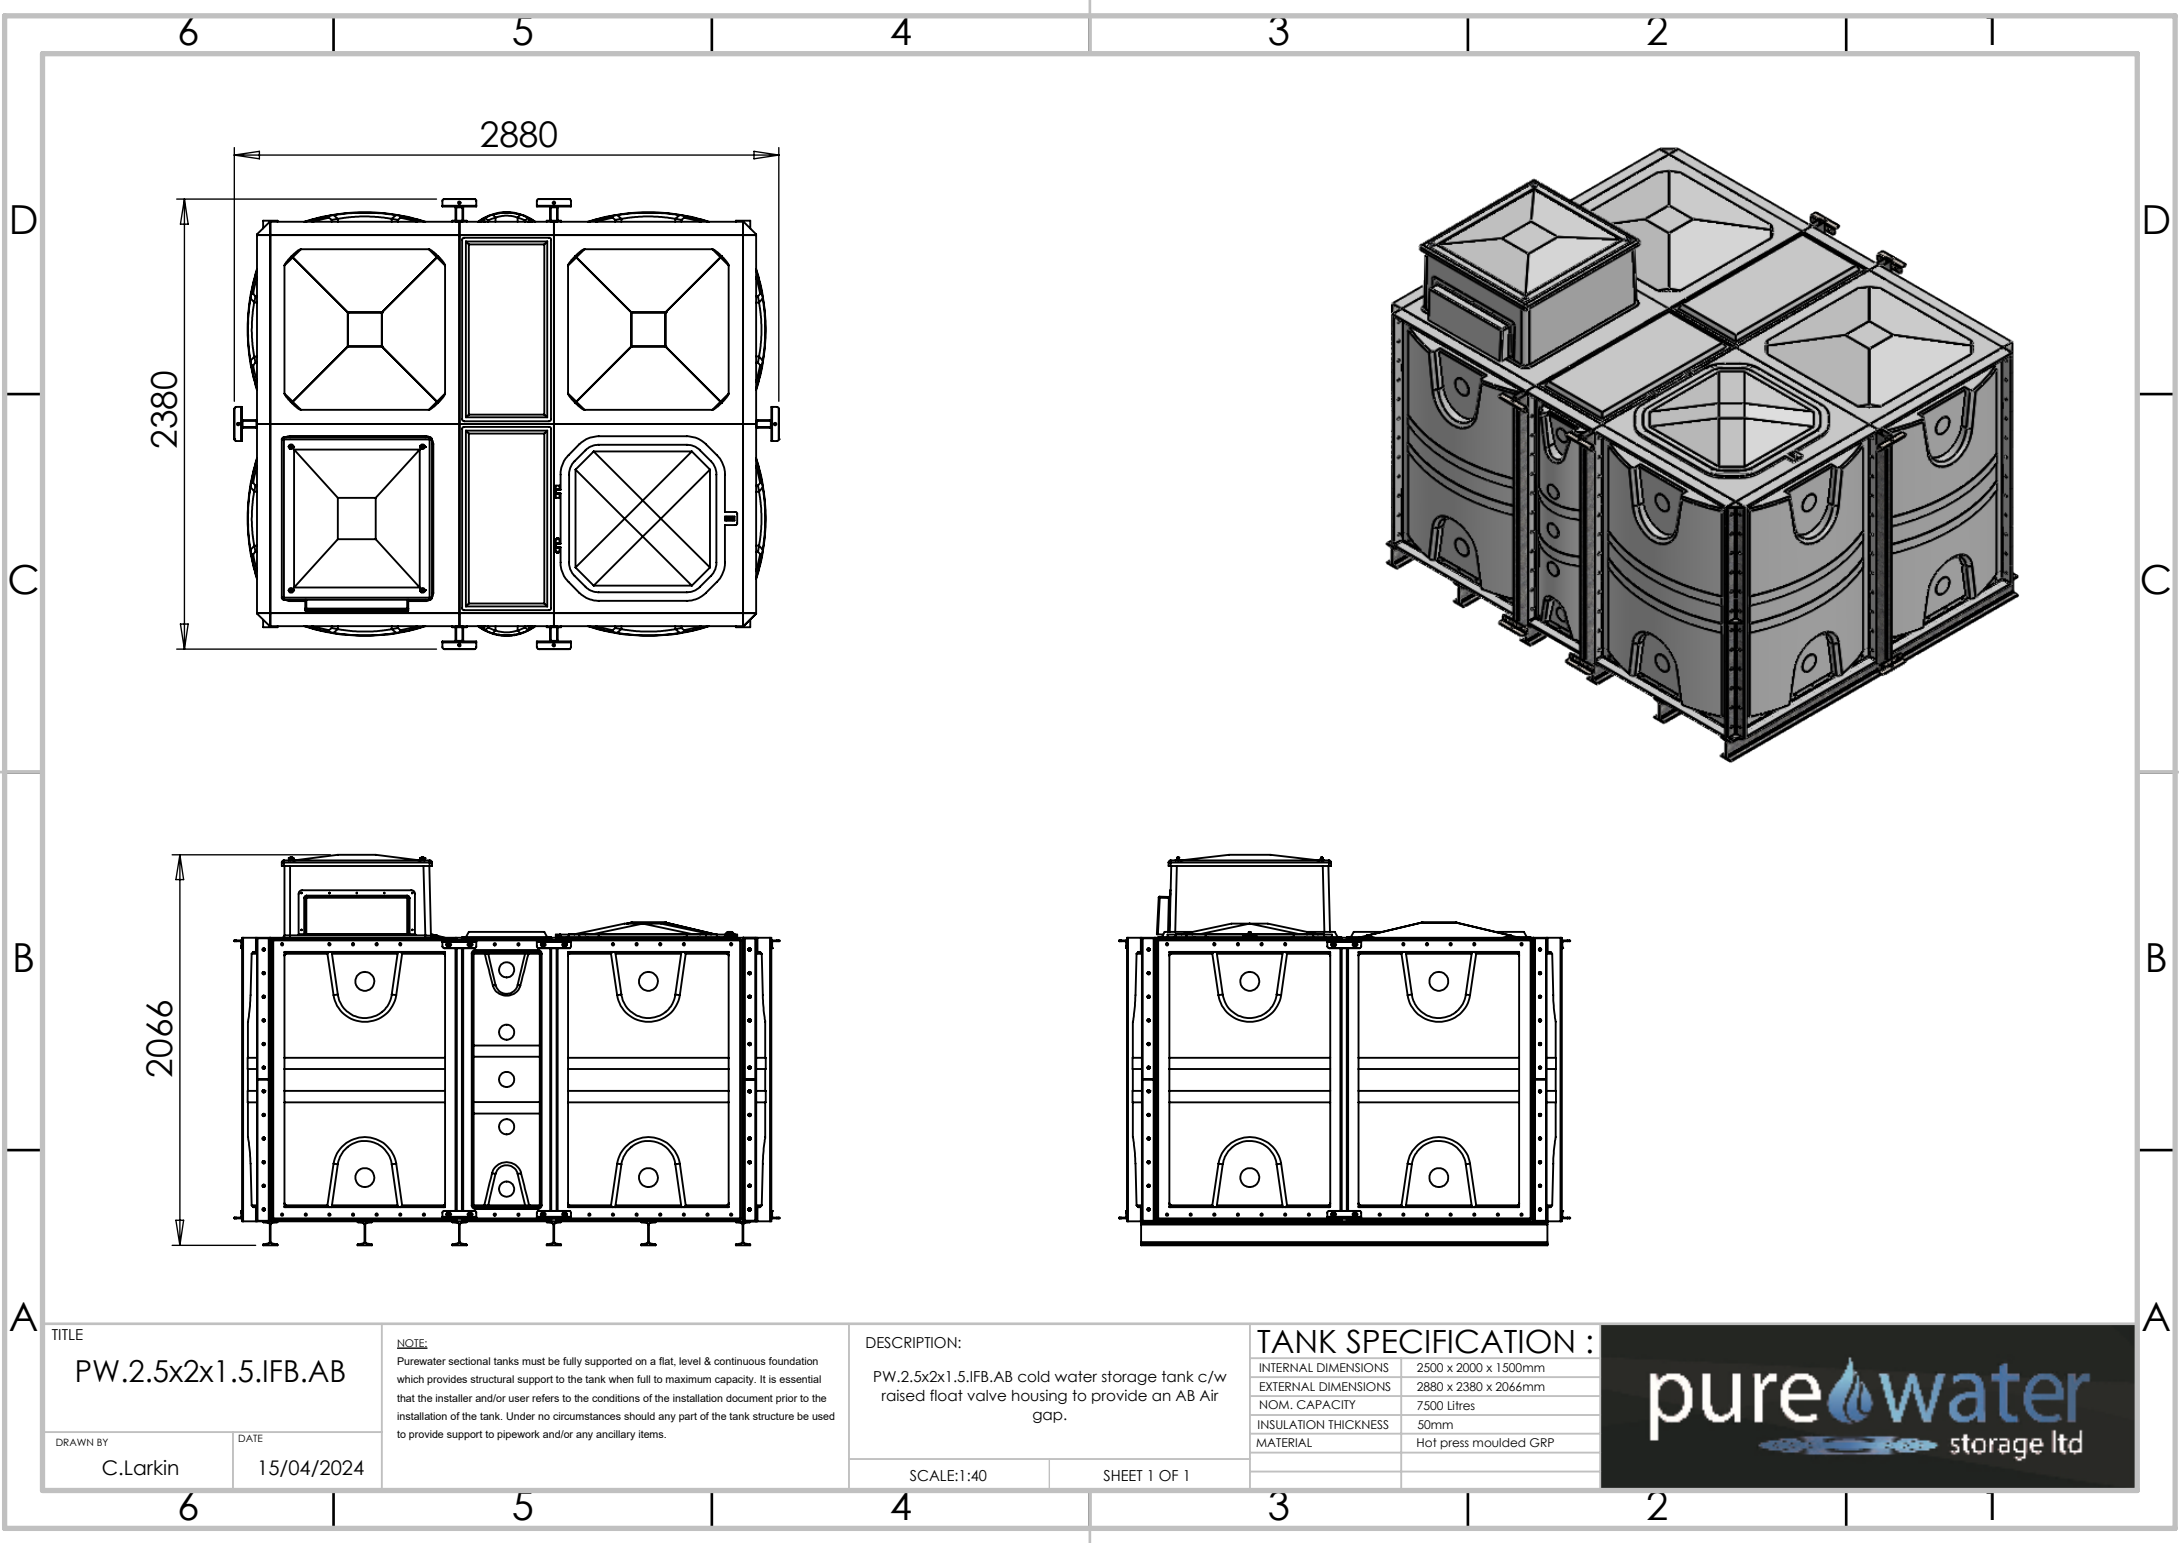 6 5 4 3 2 1
D
D
C
C
B
B
A
A
2880
2380
2066
TITLE
PW.2.5x2x1.5.IFB.AB
DRAWN BY
C.Larkin
DATE
15/04/2024
NOTE:
Purewater sectional tanks must be fully supported on a flat, level & continuous foundation
which provides structural support to the tank when full to maximum capacity. It is essential
that the installer and/or user refers to the conditions of the installation document prior to the
installation of the tank. Under no circumstances should any part of the tank structure be used
to provide support to pipework and/or any ancillary items.
DESCRIPTION:
PW.2.5x2x1.5.IFB.AB cold water storage tank c/w
raised float valve housing to provide an AB Air
gap.
SCALE:1:40
SHEET 1 OF 1
TANK SPECIFICATION :
INTERNAL DIMENSIONS 2500 x 2000 x 1500mm
EXTERNAL DIMENSIONS 2880 x 2380 x 2066mm
NOM. CAPACITY 7500 Litres
INSULATION THICKNESS 50mm
MATERIAL Hot press moulded GRP
pure water
storage ltd
6 5 4 3 2 1